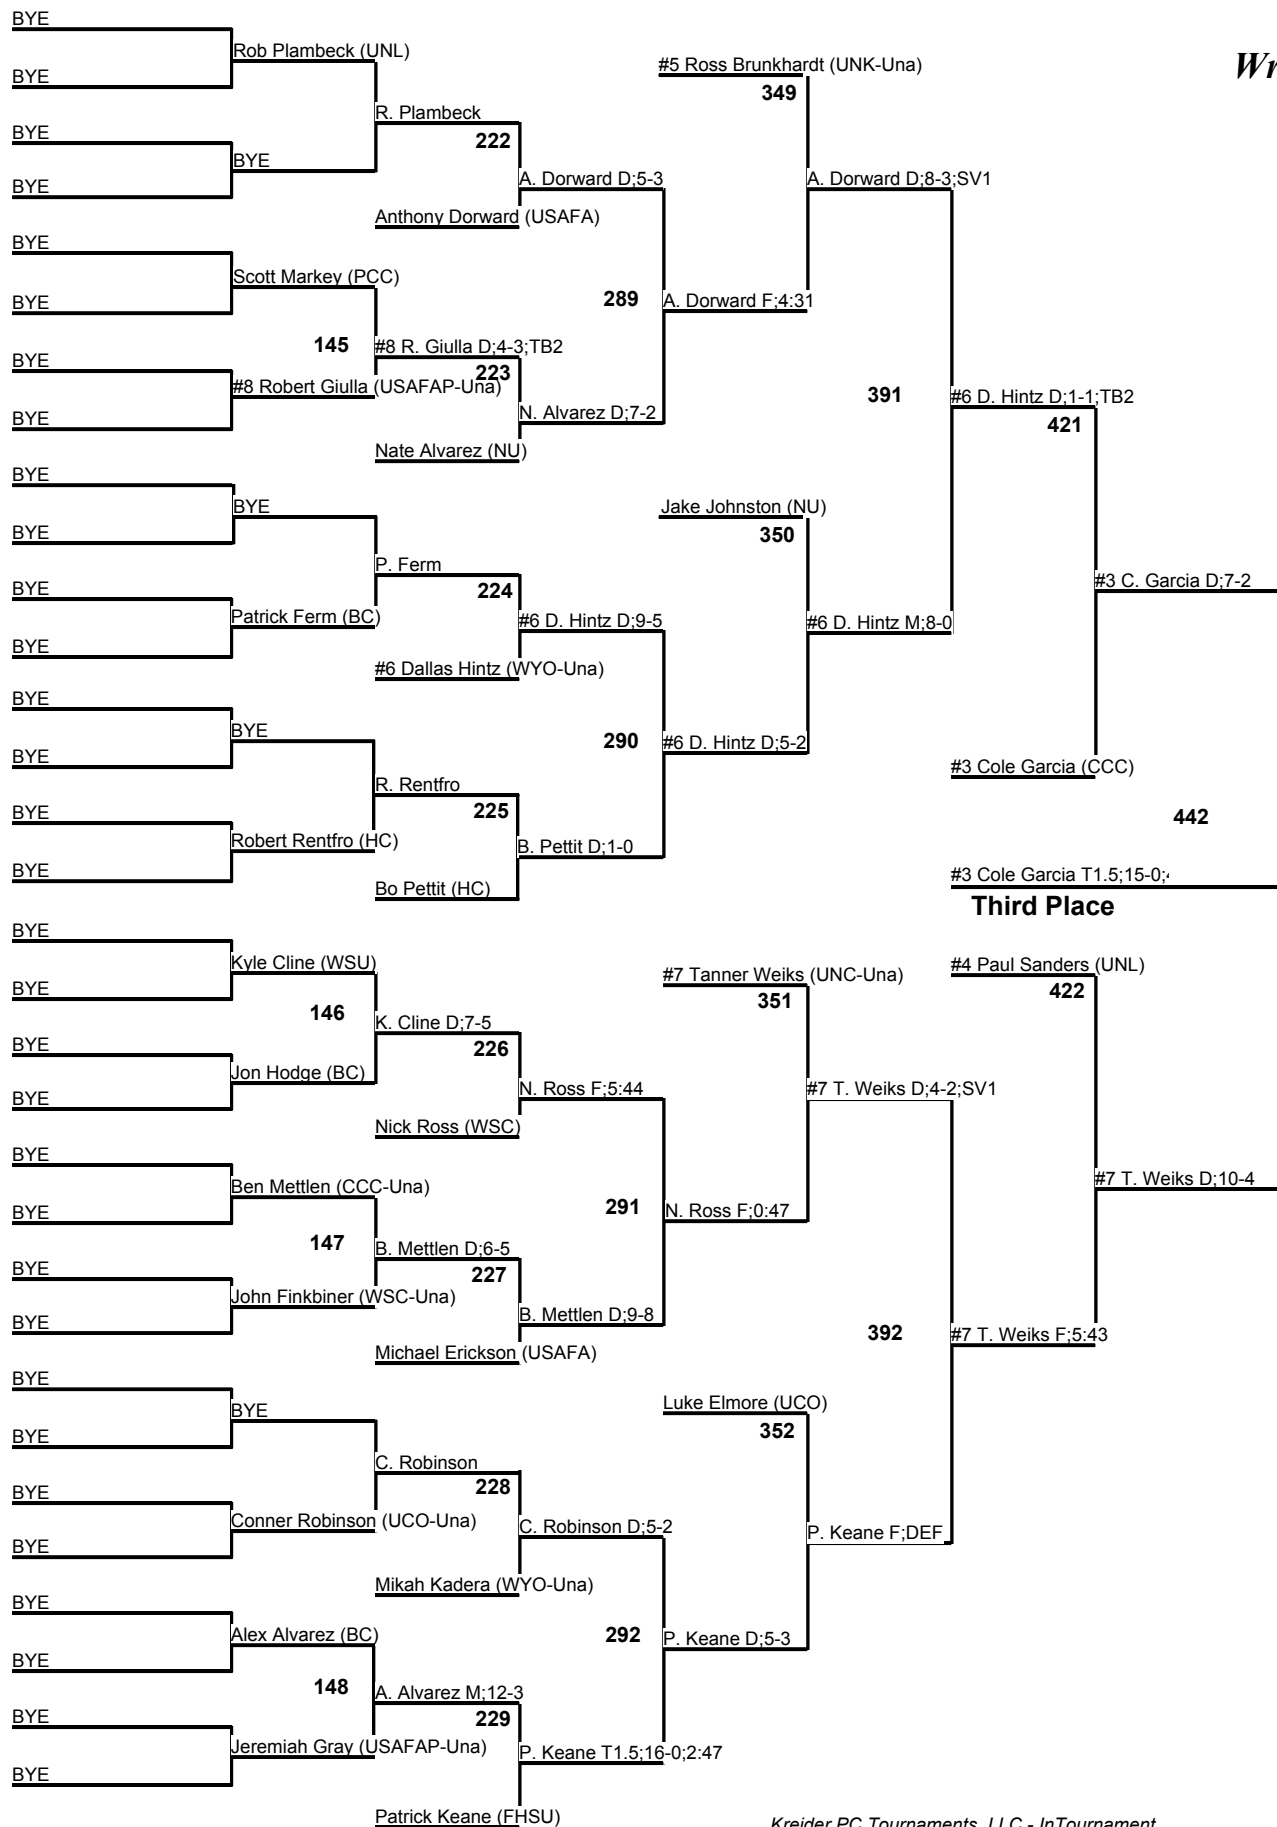 BYE
Rob Plambeck (UNL)
#5 Ross Brunkhardt (UNK-Una)
BYE
349
R. Plambeck
BYE
222
BYE
A. Dorward D;5-3
A. Dorward D;8-3;SV1
BYE
Anthony Dorward (USAFA)
BYE
Scott Markey (PCC)
BYE
289
A. Dorward F;4:31
145
#8 R. Giulla D;4-3;TB2
BYE
223
#8 Robert Giulla (USAFAP-Una)
391
#6 D. Hintz D;1-1;TB2
BYE
N. Alvarez D;7-2
421
Nate Alvarez (NU)
BYE
BYE
Jake Johnston (NU)
BYE
350
P. Ferm
#3 C. Garcia D;7-2
BYE
224
Patrick Ferm (BC)
#6 D. Hintz D;9-5
#6 D. Hintz M;8-0
BYE
#6 Dallas Hintz (WYO-Una)
BYE
BYE
290
#6 D. Hintz D;5-2
BYE
#3 Cole Garcia (CCC)
R. Rentfro
BYE
225
442
Robert Rentfro (HC)
B. Pettit D;1-0
BYE
#3 Cole Garcia T1.5;15-0;
Bo Pettit (HC)
Third Place
BYE
Kyle Cline (WSU)
#7 Tanner Weiks (UNC-Una)
#4 Paul Sanders (UNL)
BYE
351
422
146
K. Cline D;7-5
BYE
226
Jon Hodge (BC)
N. Ross F;5:44
#7 T. Weiks D;4-2;SV1
BYE
Nick Ross (WSC)
BYE
Ben Mettlen (CCC-Una)
#7 T. Weiks D;10-4
BYE
291
N. Ross F;0:47
147
B. Mettlen D;6-5
BYE
227
John Finkbiner (WSC-Una)
BYE
B. Mettlen D;9-8
392
#7 T. Weiks F;5:43
Michael Erickson (USAFA)
BYE
BYE
Luke Elmore (UCO)
BYE
352
C. Robinson
BYE
228
Conner Robinson (UCO-Una)
C. Robinson D;5-2
P. Keane F;DEF
BYE
Mikah Kadera (WYO-Una)
BYE
Alex Alvarez (BC)
292
P. Keane D;5-3
BYE
148
A. Alvarez M;12-3
BYE
229
Jeremiah Gray (USAFAP-Una)
P. Keane T1.5;16-0;2:47
BYE
Patrick Keane (FHSU)
Kreider PC Tournaments, LLC - InTournament